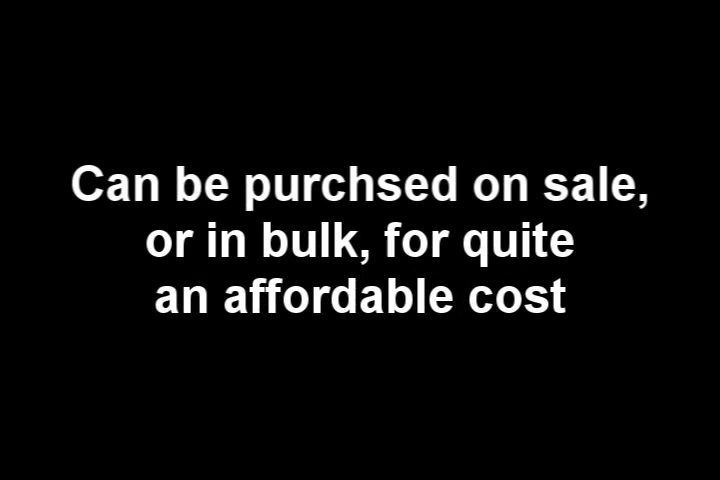 Can be purchsed on sale,
or in bulk, for quite
an affordable cost